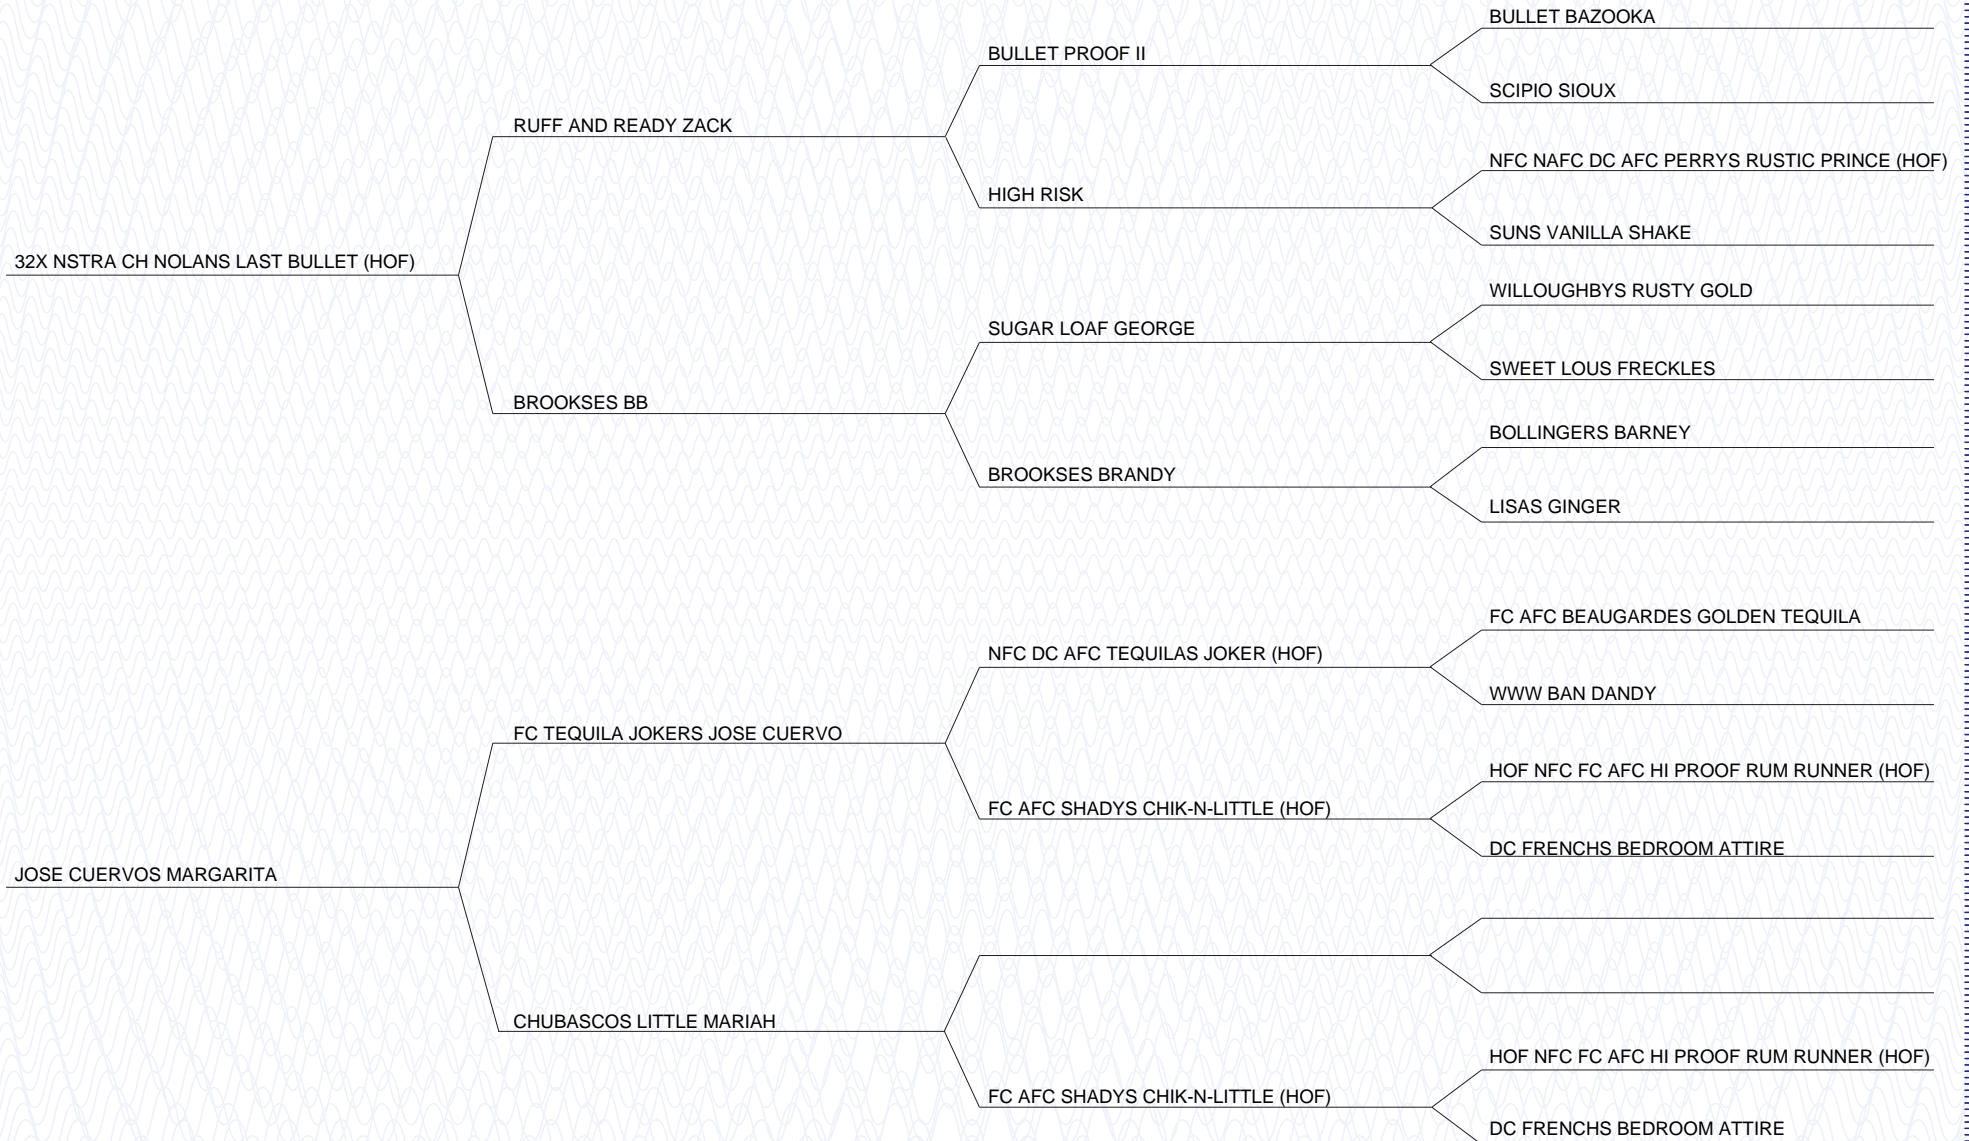 BULLET BAZOOKA
BULLET PROOF II
SCIPIO SIOUX
RUFF AND READY ZACK
NFC NAFC DC AFC PERRYS RUSTIC PRINCE (HOF)
HIGH RISK
SUNS VANILLA SHAKE
32X NSTRA CH NOLANS LAST BULLET (HOF)
WILLOUGHBYS RUSTY GOLD
SUGAR LOAF GEORGE
SWEET LOUS FRECKLES
BROOKSES BB
BOLLINGERS BARNEY
BROOKSES BRANDY
LISAS GINGER
FC AFC BEAUGARDES GOLDEN TEQUILA
NFC DC AFC TEQUILAS JOKER (HOF)
WWW BAN DANDY
FC TEQUILA JOKERS JOSE CUERVO
HOF NFC FC AFC HI PROOF RUM RUNNER (HOF)
FC AFC SHADYS CHIK-N-LITTLE (HOF)
DC FRENCHS BEDROOM ATTIRE
JOSE CUERVOS MARGARITA
CHUBASCOS LITTLE MARIAH
HOF NFC FC AFC HI PROOF RUM RUNNER (HOF)
FC AFC SHADYS CHIK-N-LITTLE (HOF)
DC FRENCHS BEDROOM ATTIRE